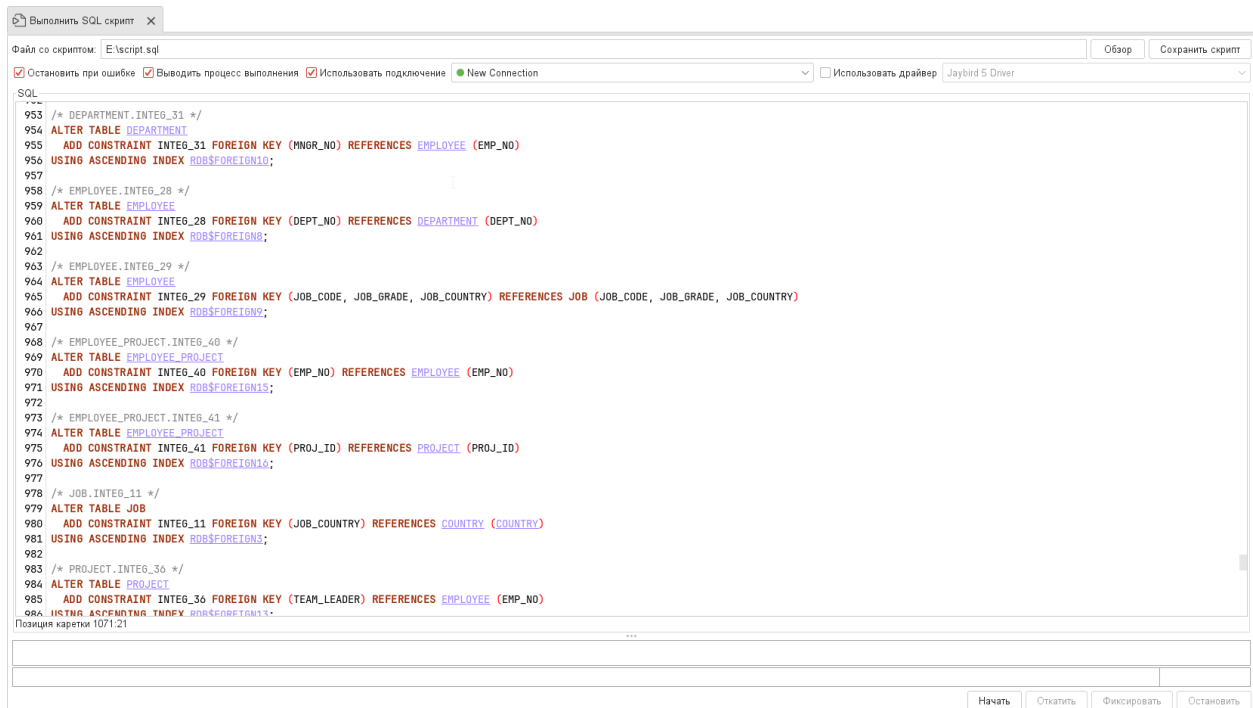 Выполнить SQL скрипт
Файл со скриптом: E:\script.sql Обзор Сохранить скрипт
Остановить при ошибке Выводить процесс выполнения Использовать подключение New Connection Использовать драйвер Jaybird 5 Driver
SQL
952
953 /* DEPARTMENT.INTEG_31 */
954 ALTER TABLE DEPARTMENT
955 ADD CONSTRAINT INTEG_31 FOREIGN KEY (MNGR_NO) REFERENCES EMPLOYEE (EMP_NO)
956 USING ASCENDING INDEX RDB$FOREIGN10;
957
958 /* EMPLOYEE.INTEG_28 */
959 ALTER TABLE EMPLOYEE
960 ADD CONSTRAINT INTEG_28 FOREIGN KEY (DEPT_NO) REFERENCES DEPARTMENT (DEPT_NO)
961 USING ASCENDING INDEX RDB$FOREIGN8;
962
963 /* EMPLOYEE.INTEG_29 */
964 ALTER TABLE EMPLOYEE
965 ADD CONSTRAINT INTEG_29 FOREIGN KEY (JOB_CODE, JOB_GRADE, JOB_COUNTRY) REFERENCES JOB (JOB_CODE, JOB_GRADE, JOB_COUNTRY)
966 USING ASCENDING INDEX RDB$FOREIGN9;
967
968 /* EMPLOYEE_PROJECT.INTEG_40 */
969 ALTER TABLE EMPLOYEE_PROJECT
970 ADD CONSTRAINT INTEG_40 FOREIGN KEY (EMP_NO) REFERENCES EMPLOYEE (EMP_NO)
971 USING ASCENDING INDEX RDB$FOREIGN15;
972
973 /* EMPLOYEE_PROJECT.INTEG_41 */
974 ALTER TABLE EMPLOYEE_PROJECT
975 ADD CONSTRAINT INTEG_41 FOREIGN KEY (PROJ_ID) REFERENCES PROJECT (PROJ_ID)
976 USING ASCENDING INDEX RDB$FOREIGN16;
977
978 /* JOB.INTEG_11 */
979 ALTER TABLE JOB
980 ADD CONSTRAINT INTEG_11 FOREIGN KEY (JOB_COUNTRY) REFERENCES COUNTRY (COUNTRY)
981 USING ASCENDING INDEX RDB$FOREIGN3;
982
983 /* PROJECT.INTEG_36 */
984 ALTER TABLE PROJECT
985 ADD CONSTRAINT INTEG_36 FOREIGN KEY (TEAM_LEADER) REFERENCES EMPLOYEE (EMP_NO)
986 USING ASCENDING INDEX RDB$FOREIGN13;
Позиция каретки 1071:21
Начать Откатить Фиксировать Остановить